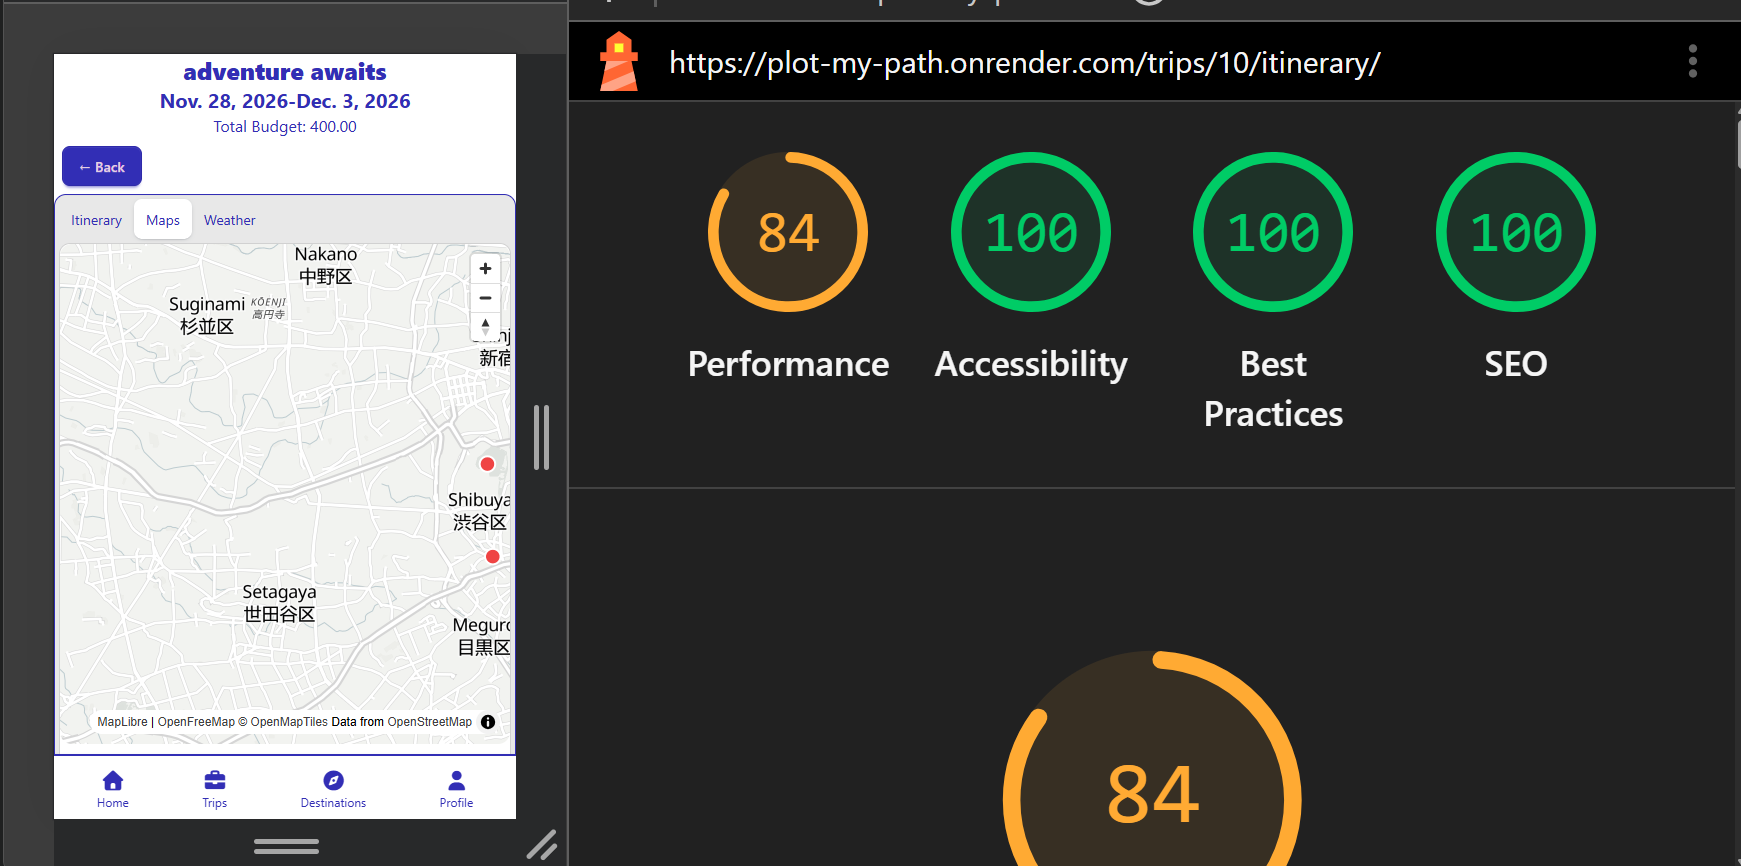 adventure awaits
Nov. 28, 2026-Dec. 3, 2026
Total Budget: 400.00
← Back
Itinerary Maps Weather
Nakano
中野区
Suginami
杉並区
KŌENJI
高円寺
新宿
Shibuya
渋谷区
Setagaya
世田谷区
Meguro
目黒区
MapLibre | OpenFreeMap © OpenMapTiles Data from OpenStreetMap
Home Trips Destinations Profile
https://plot-my-path.onrender.com/trips/10/itinerary/
84 100 100 100
Performance Accessibility Best Practices SEO
84